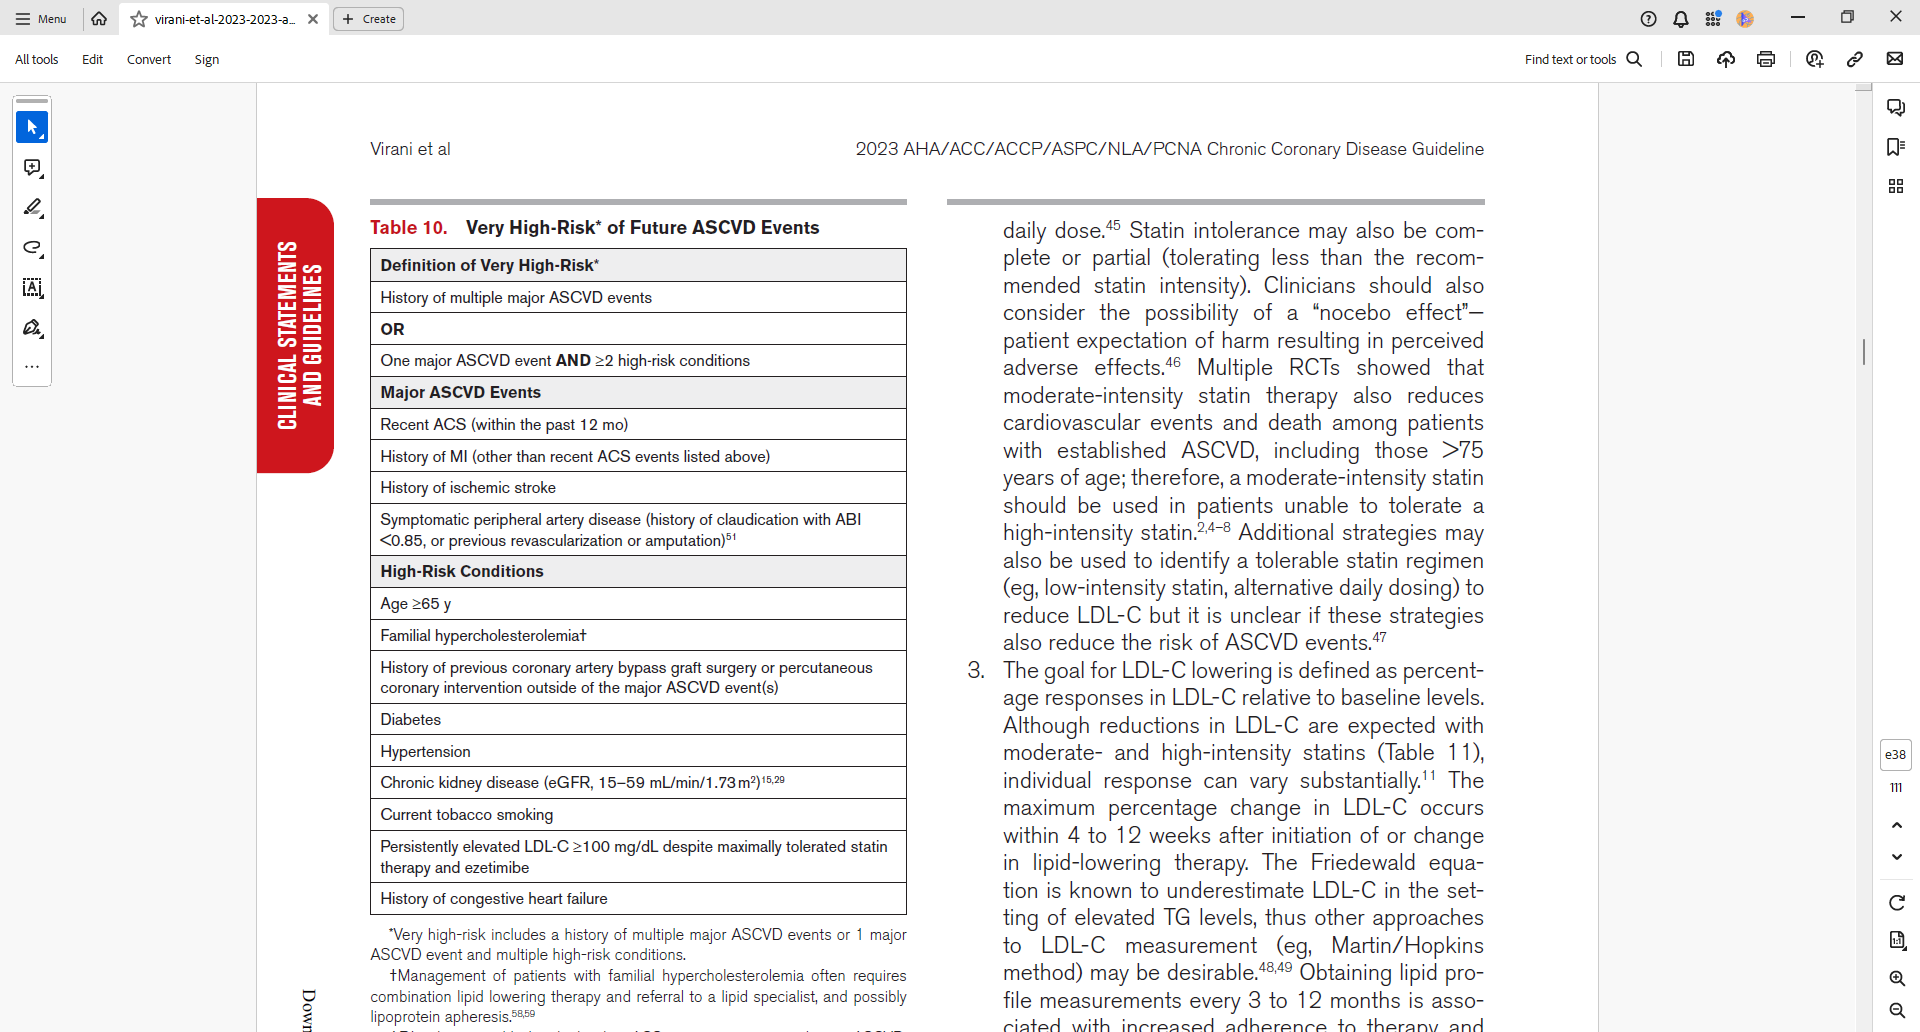 Menu
virani-et-al-2023-2023-a...
Create
All tools
Edit
Convert
Sign
Find text or tools
Virani et al
2023 AHA/ACC/ACCP/ASPC/NLA/PCNA Chronic Coronary Disease Guideline
CLINICAL STATEMENTS
AND GUIDELINES
Table 10. Very High-Risk* of Future ASCVD Events
Definition of Very High-Risk*
History of multiple major ASCVD events
OR
One major ASCVD event AND ≥2 high-risk conditions
Major ASCVD Events
Recent ACS (within the past 12 mo)
History of MI (other than recent ACS events listed above)
History of ischemic stroke
Symptomatic peripheral artery disease (history of claudication with ABI
<0.85, or previous revascularization or amputation)51
High-Risk Conditions
Age ≥65 y
Familial hypercholesterolemia†
History of previous coronary artery bypass graft surgery or percutaneous
coronary intervention outside of the major ASCVD event(s)
Diabetes
Hypertension
Chronic kidney disease (eGFR, 15–59 mL/min/1.73 m2)15,29
Current tobacco smoking
Persistently elevated LDL-C ≥100 mg/dL despite maximally tolerated statin
therapy and ezetimibe
History of congestive heart failure
*Very high-risk includes a history of multiple major ASCVD events or 1 major
ASCVD event and multiple high-risk conditions.
†Management of patients with familial hypercholesterolemia often requires
combination lipid lowering therapy and referral to a lipid specialist, and possibly
lipoprotein apheresis.58,59
Down
daily dose.45 Statin intolerance may also be com-
plete or partial (tolerating less than the recom-
mended statin intensity). Clinicians should also
consider the possibility of a “nocebo effect”—
patient expectation of harm resulting in perceived
adverse effects.46 Multiple RCTs showed that
moderate-intensity statin therapy also reduces
cardiovascular events and death among patients
with established ASCVD, including those >75
years of age; therefore, a moderate-intensity statin
should be used in patients unable to tolerate a
high-intensity statin.2,4–8 Additional strategies may
also be used to identify a tolerable statin regimen
(eg, low-intensity statin, alternative daily dosing) to
reduce LDL-C but it is unclear if these strategies
also reduce the risk of ASCVD events.47
3. The goal for LDL-C lowering is defined as percent-
age responses in LDL-C relative to baseline levels.
Although reductions in LDL-C are expected with
moderate- and high-intensity statins (Table 11),
individual response can vary substantially.11 The
maximum percentage change in LDL-C occurs
within 4 to 12 weeks after initiation of or change
in lipid-lowering therapy. The Friedewald equa-
tion is known to underestimate LDL-C in the set-
ting of elevated TG levels, thus other approaches
to LDL-C measurement (eg, Martin/Hopkins
method) may be desirable.48,49 Obtaining lipid pro-
file measurements every 3 to 12 months is asso-
ciated with increased adherence to therapy and
e38
111
1:1